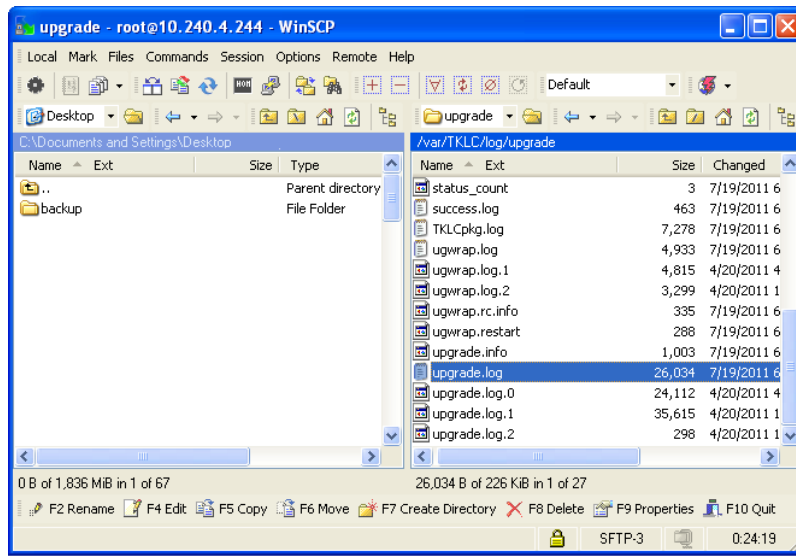 upgrade - root@10.240.4.244 - WinSCP
Local Mark Files Commands Session Options Remote Help
Default
Desktop
upgrade
C:\Documents and Settings\Desktop
/var/TKLC/log/upgrade
Name Ext Size Type
Name Ext Size Changed
.. Parent directory
backup File Folder
status_count 3 7/19/2011 6
success.log 463 7/19/2011 6
TKLCpkg.log 7,278 7/19/2011 6
ugwrap.log 4,933 7/19/2011 6
ugwrap.log.1 4,815 4/20/2011 4
ugwrap.log.2 3,299 4/20/2011 1
ugwrap.rc.info 335 7/19/2011 6
ugwrap.restart 288 7/19/2011 6
upgrade.info 1,003 7/19/2011 6
upgrade.log 26,034 7/19/2011 6
upgrade.log.0 24,112 4/20/2011 4
upgrade.log.1 35,615 4/20/2011 1
upgrade.log.2 298 4/20/2011 1
0 B of 1,836 MiB in 1 of 67
26,034 B of 226 KiB in 1 of 27
F2 Rename F4 Edit F5 Copy F6 Move F7 Create Directory F8 Delete F9 Properties F10 Quit
SFTP-3 0:24:19